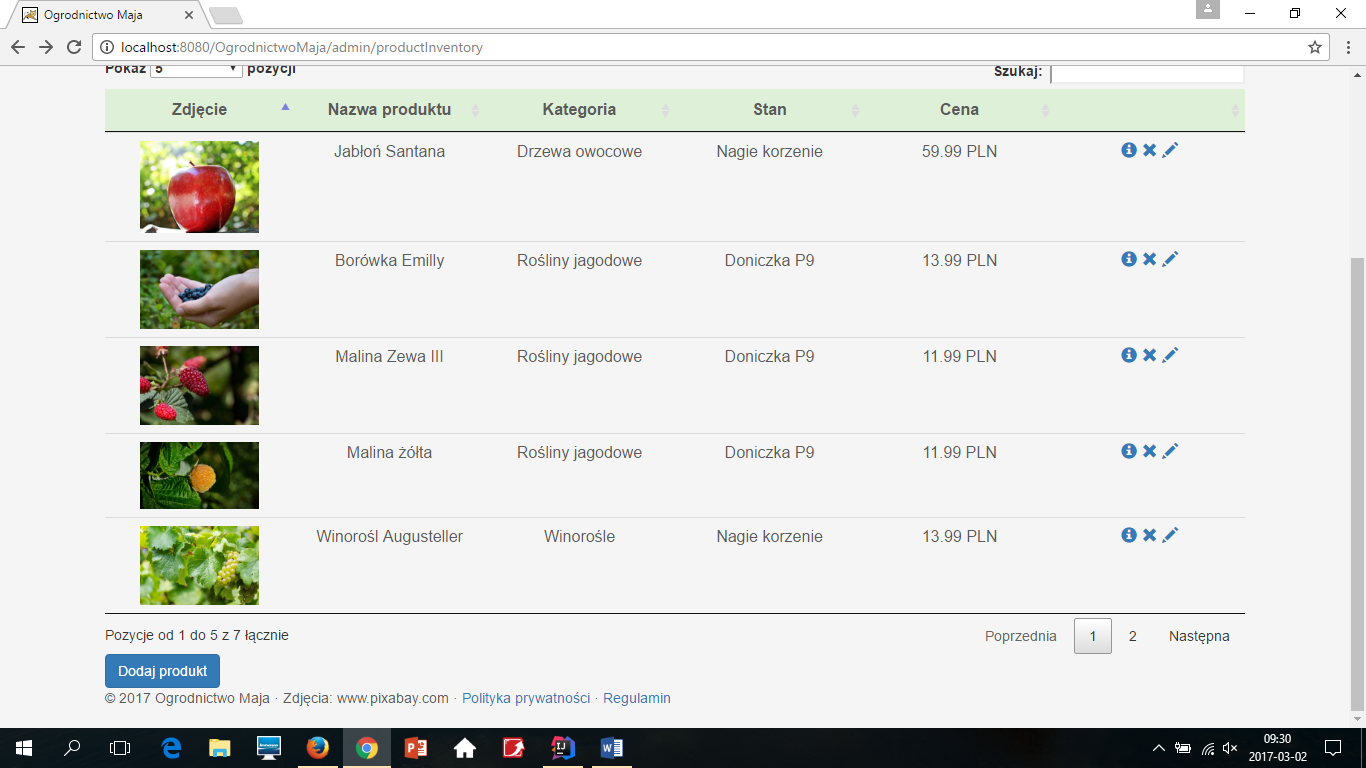 Ogrodnictwo Maja
localhost:8080/OgrodnictwoMaja/admin/productInventory
Pokaż 5 pozycji
Szukaj:
Zdjęcie Nazwa produktu Kategoria Stan Cena
Jabłoń Santana Drzewa owocowe Nagie korzenie 59.99 PLN
Borówka Emilly Rośliny jagodowe Doniczka P9 13.99 PLN
Malina Zewa III Rośliny jagodowe Doniczka P9 11.99 PLN
Malina żółta Rośliny jagodowe Doniczka P9 11.99 PLN
Winorośl Augusteller Winorośle Nagie korzenie 13.99 PLN
Pozycje od 1 do 5 z 7 łącznie
Poprzednia 1 2 Następna
Dodaj produkt
© 2017 Ogrodnictwo Maja · Zdjęcia: www.pixabay.com · Polityka prywatności · Regulamin
09:30
2017-03-02